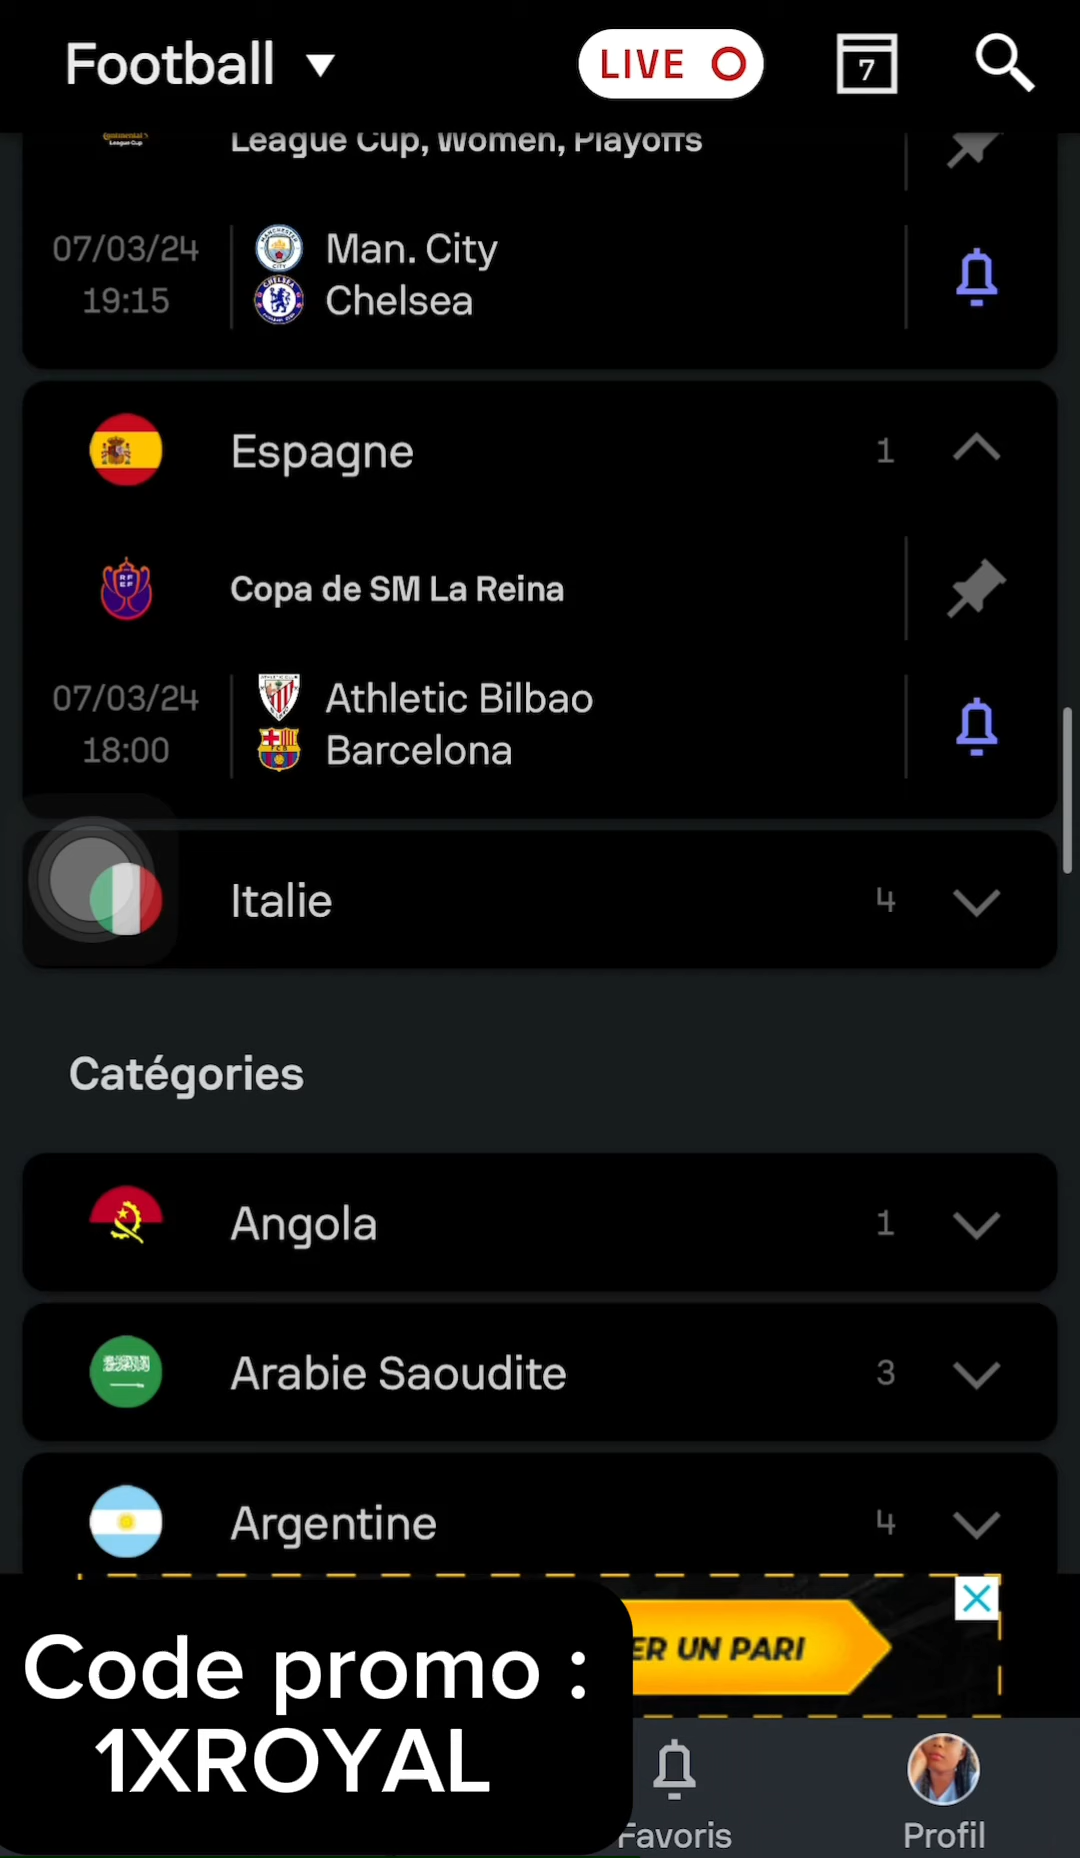 Football
LIVE
7
League Cup, Women, Playoffs
07/03/24
19:15
Man. City
Chelsea
Espagne
1
Copa de SM La Reina
07/03/24
18:00
Athletic Bilbao
Barcelona
Italie
4
Catégories
Angola
1
Arabie Saoudite
3
Argentine
4
ER UN PARI
Code promo :
1XROYAL
Favoris
Profil